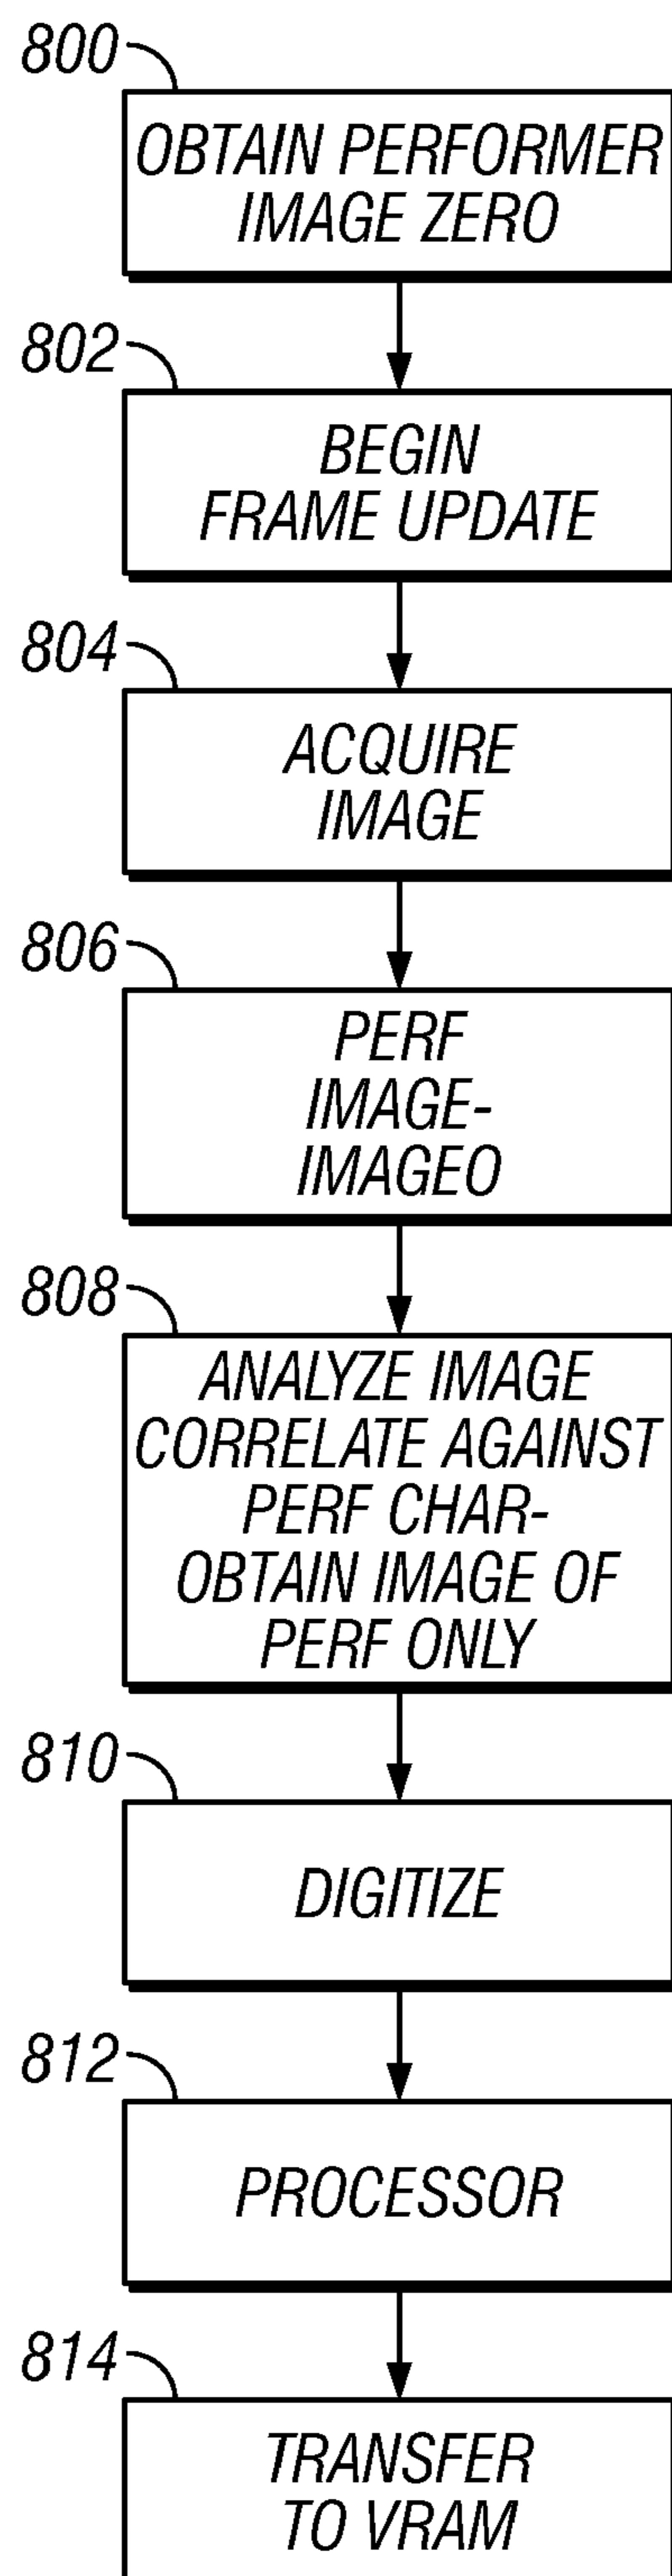 800
OBTAIN PERFORMER
IMAGE ZERO
802
BEGIN
FRAME UPDATE
804
ACQUIRE
IMAGE
806
PERF
IMAGE-
IMAGEO
808
ANALYZE IMAGE
CORRELATE AGAINST
PERF CHAR-
OBTAIN IMAGE OF
PERF ONLY
810
DIGITIZE
812
PROCESSOR
814
TRANSFER
TO VRAM